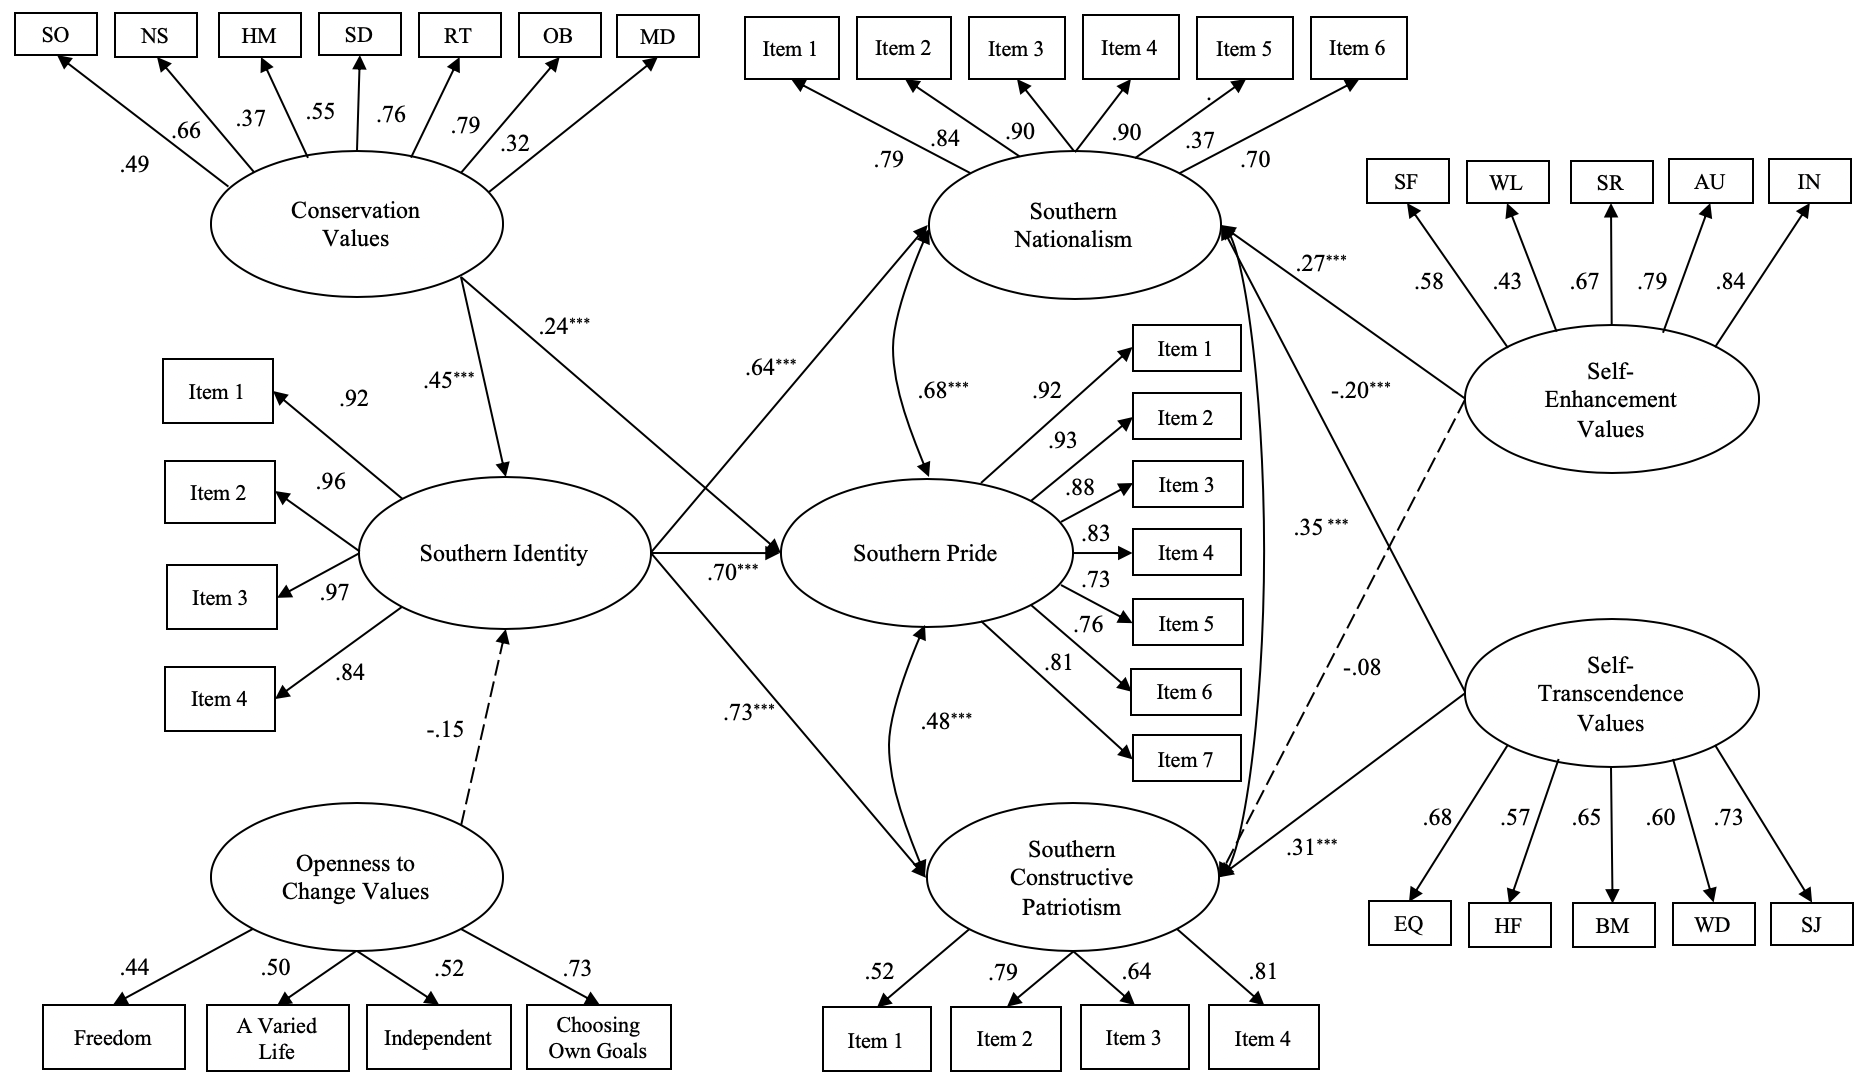 SO NS HM SD RT OB MD
.49 .66 .37 .55 .76 .79 .32
Conservation
Values
Item 1 Item 2 Item 3 Item 4 Item 5 Item 6
.79 .84 .90 .90 . .37 .70
Southern
Nationalism
SF WL SR AU IN
.58 .43 .67 .79 .84
Self-
Enhancement
Values
.24***
.45***
.64***
.68***
.27***
-.20***
.35 ***
-.08
Item 1
Item 2
Item 3
Item 4
.92
.96
.97
.84
Southern Identity
.70***
Southern Pride
.92
.93
.88
.83
.73
.76
.81
Item 1
Item 2
Item 3
Item 4
Item 5
Item 6
Item 7
-.15
.73***
.48***
.31***
Self-
Transcendence
Values
.68 .57 .65 .60 .73
EQ HF BM WD SJ
Openness to
Change Values
.44 .50 .52 .73
Freedom
A Varied
Life
Independent
Choosing
Own Goals
Southern
Constructive
Patriotism
.52 .79 .64 .81
Item 1 Item 2 Item 3 Item 4